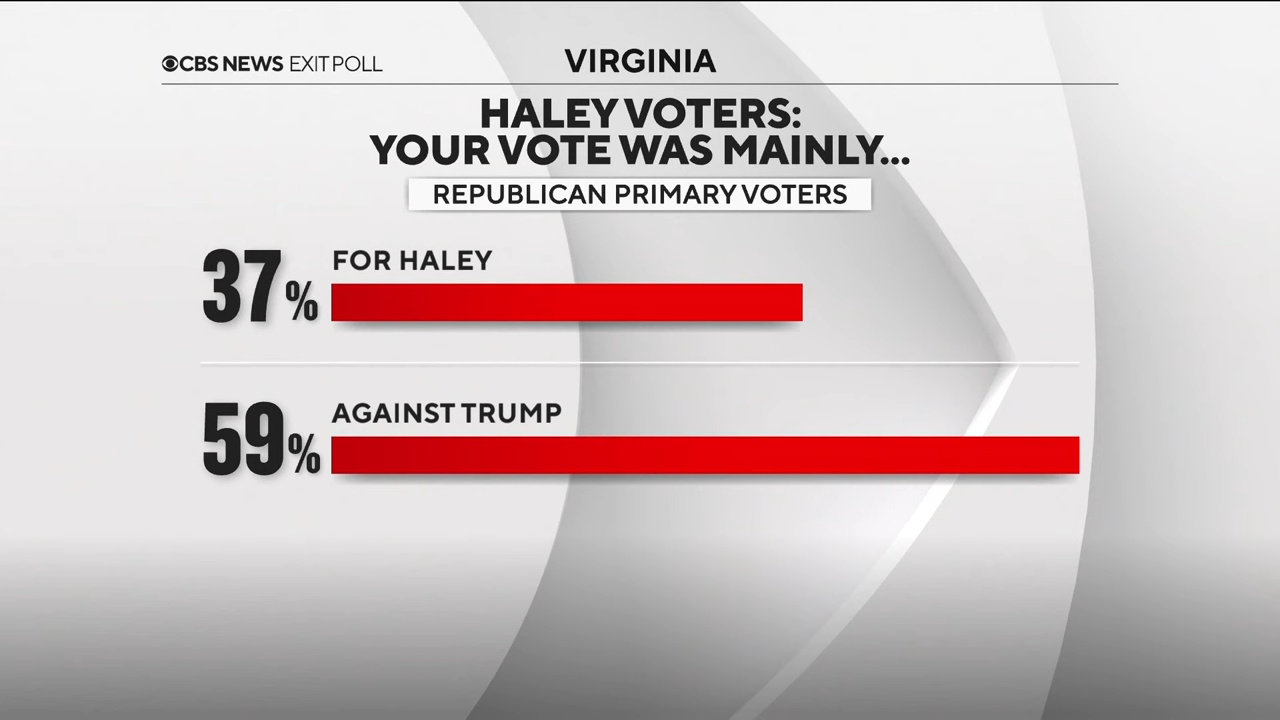 CBS NEWS EXIT POLL
VIRGINIA
HALEY VOTERS:
YOUR VOTE WAS MAINLY...
REPUBLICAN PRIMARY VOTERS
37% FOR HALEY
59% AGAINST TRUMP